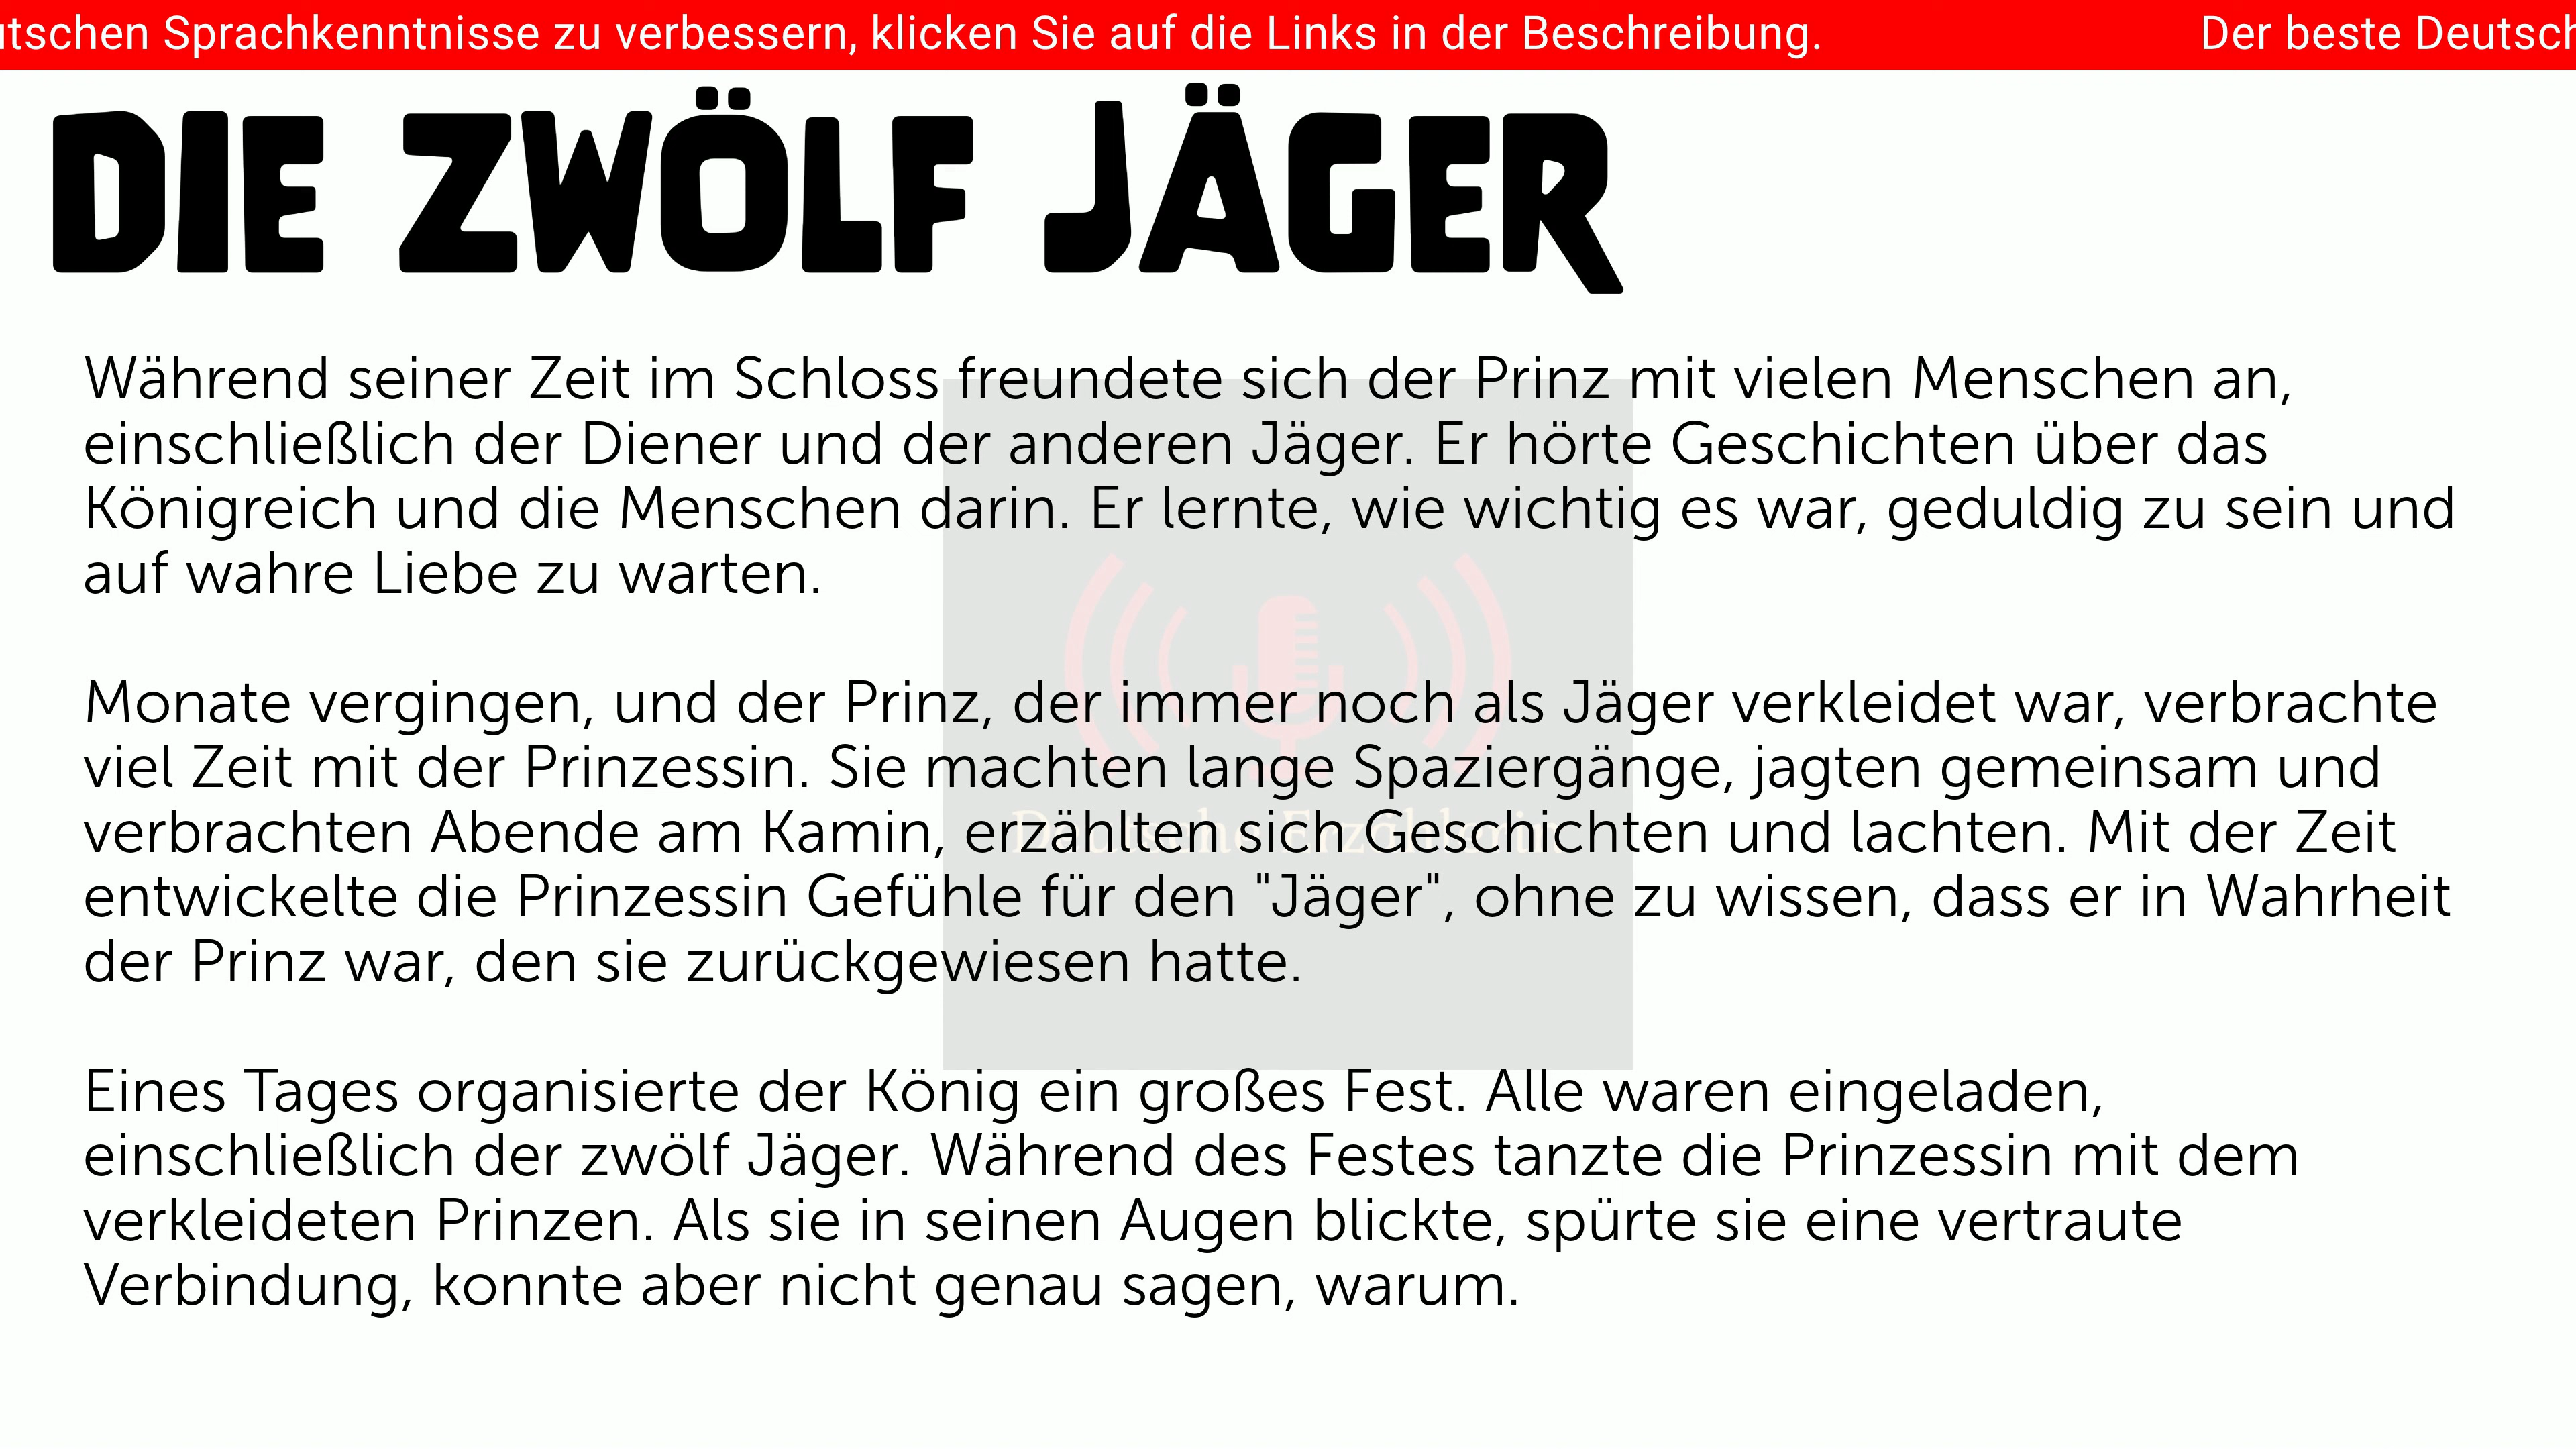 utschen Sprachkenntnisse zu verbessern, klicken Sie auf die Links in der Beschreibung. Der beste Deutsch
DIE ZWÖLF JÄGER
Während seiner Zeit im Schloss freundete sich der Prinz mit vielen Menschen an,
einschließlich der Diener und der anderen Jäger. Er hörte Geschichten über das
Königreich und die Menschen darin. Er lernte, wie wichtig es war, geduldig zu sein und
auf wahre Liebe zu warten.
Monate vergingen, und der Prinz, der immer noch als Jäger verkleidet war, verbrachte
viel Zeit mit der Prinzessin. Sie machten lange Spaziergänge, jagten gemeinsam und
verbrachten Abende am Kamin, erzählten sich Geschichten und lachten. Mit der Zeit
entwickelte die Prinzessin Gefühle für den "Jäger", ohne zu wissen, dass er in Wahrheit
der Prinz war, den sie zurückgewiesen hatte.
Eines Tages organisierte der König ein großes Fest. Alle waren eingeladen,
einschließlich der zwölf Jäger. Während des Festes tanzte die Prinzessin mit dem
verkleideten Prinzen. Als sie in seinen Augen blickte, spürte sie eine vertraute
Verbindung, konnte aber nicht genau sagen, warum.